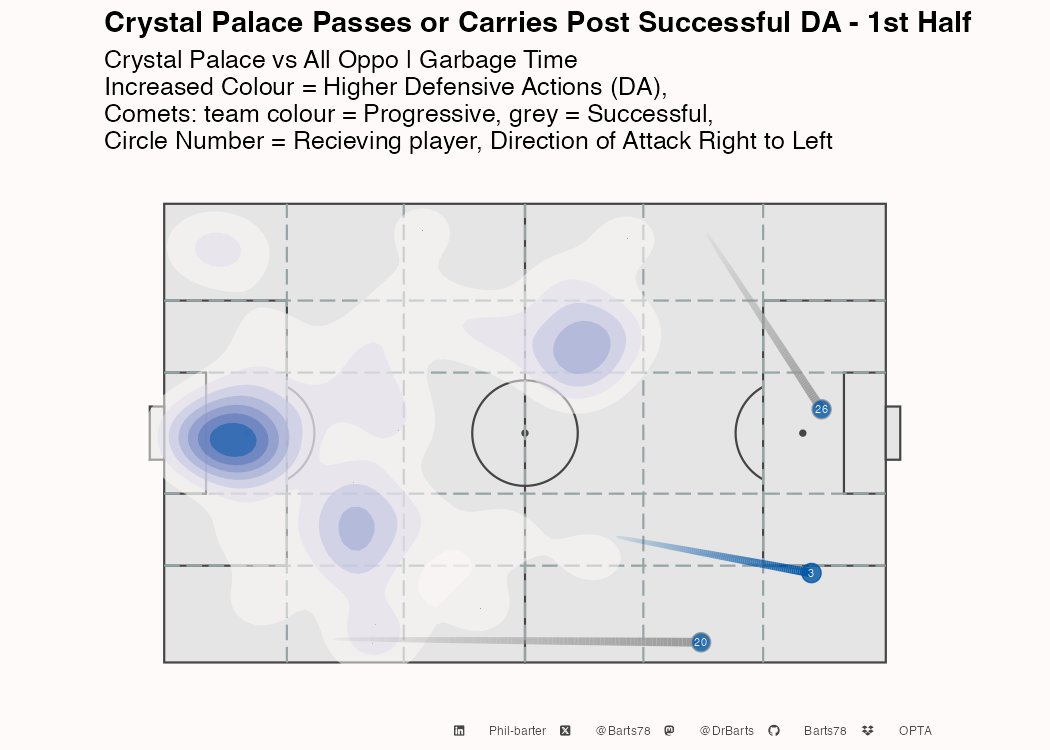 Crystal Palace Passes or Carries Post Successful DA - 1st Half
Crystal Palace vs All Oppo | Garbage Time
Increased Colour = Higher Defensive Actions (DA),
Comets: team colour = Progressive, grey = Successful,
Circle Number = Recieving player, Direction of Attack Right to Left
26
3
20
Phil-barter @Barts78 @DrBarts Barts78 OPTA